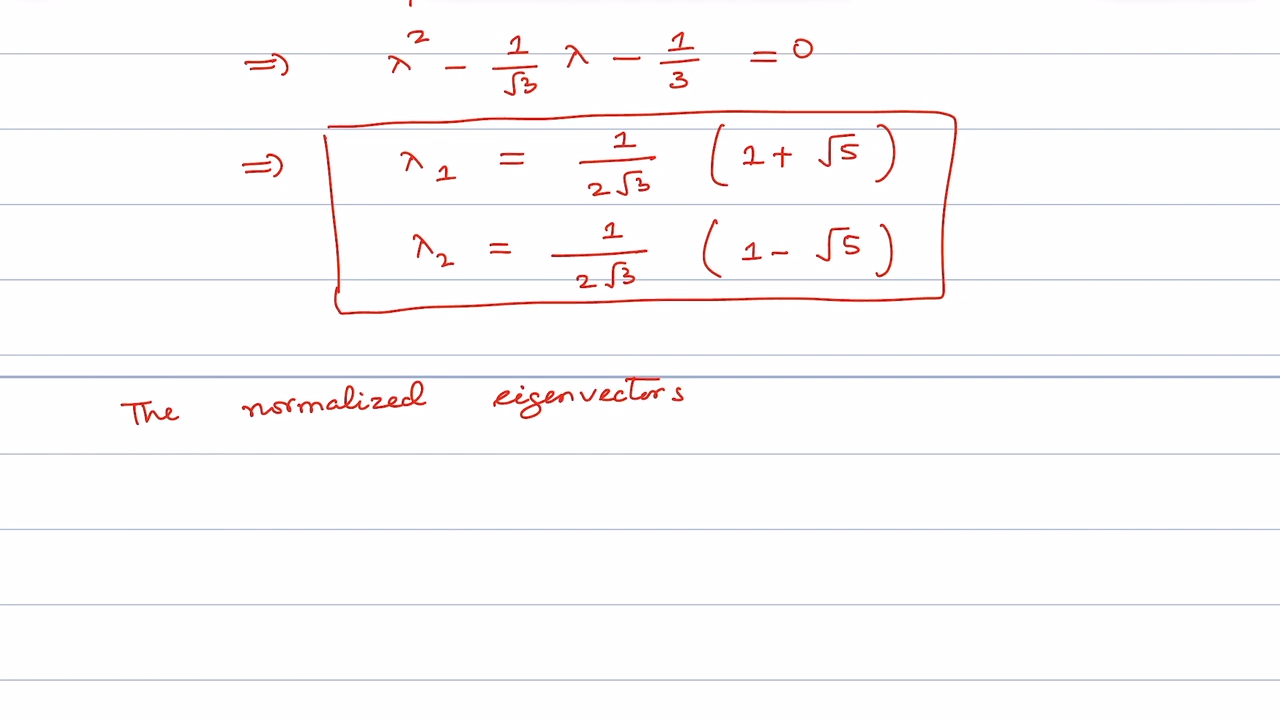 ⇒ λ² - 1/√3 λ - 1/3 = 0
⇒ λ₁ = 1/2√3 (1 + √5)
λ₂ = 1/2√3 (1 - √5)
The normalized eigenvectors